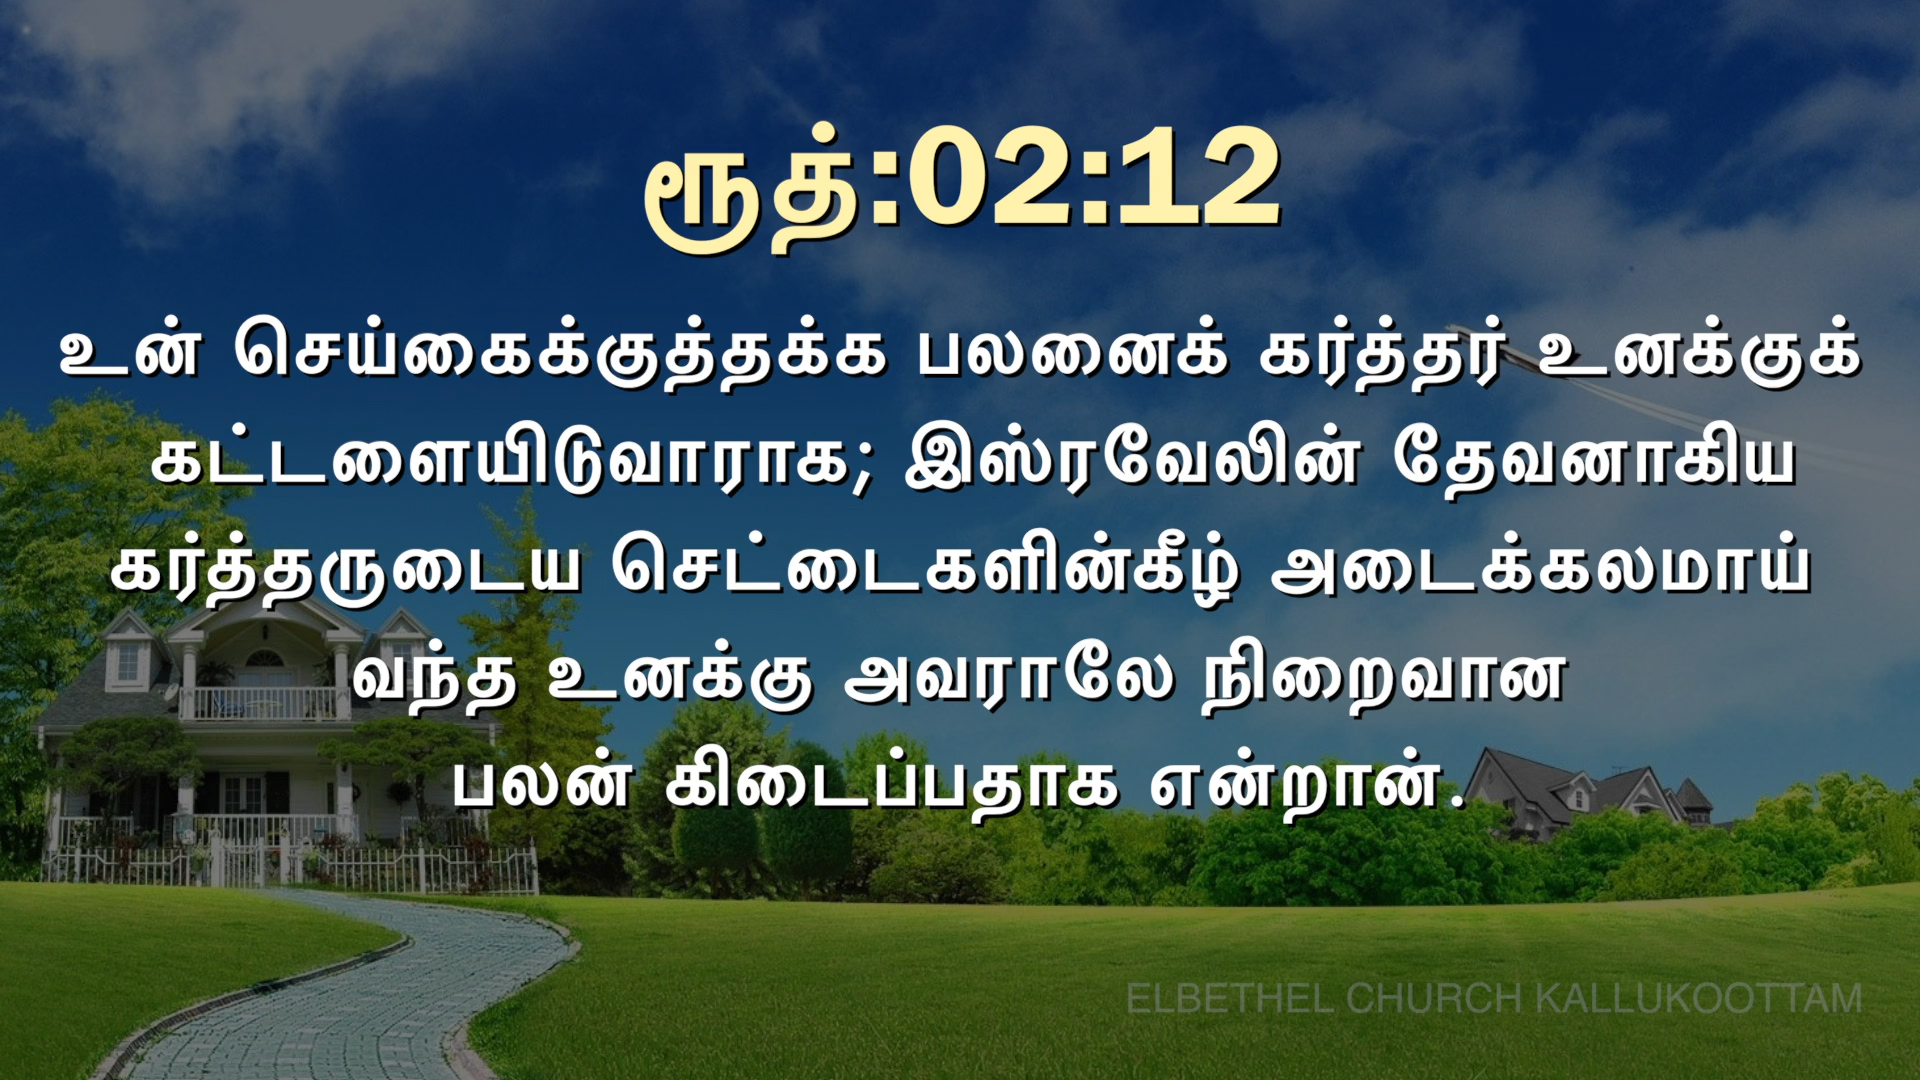 ரூத்:02:12
உன் செய்கைக்குத்தக்க பலனைக் கர்த்தர் உனக்குக்
கட்டளையிடுவாராக; இஸ்ரவேலின் தேவனாகிய
கர்த்தருடைய செட்டைகளின்கீழ் அடைக்கலமாய்
வந்த உனக்கு அவராலே நிறைவான
பலன் கிடைப்பதாக என்றான்.
ELBETHEL CHURCH KALLUKOOTTAM